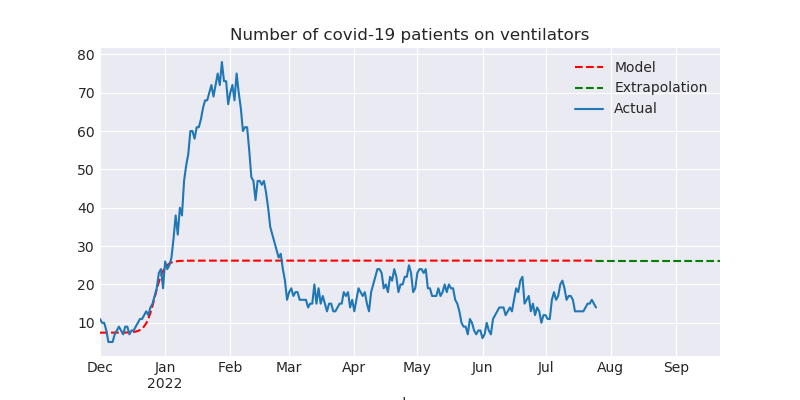 Number of covid-19 patients on ventilators
80
70
60
50
40
30
20
10
Model
Extrapolation
Actual
Dec Jan Feb Mar Apr May Jun Jul Aug Sep
2022